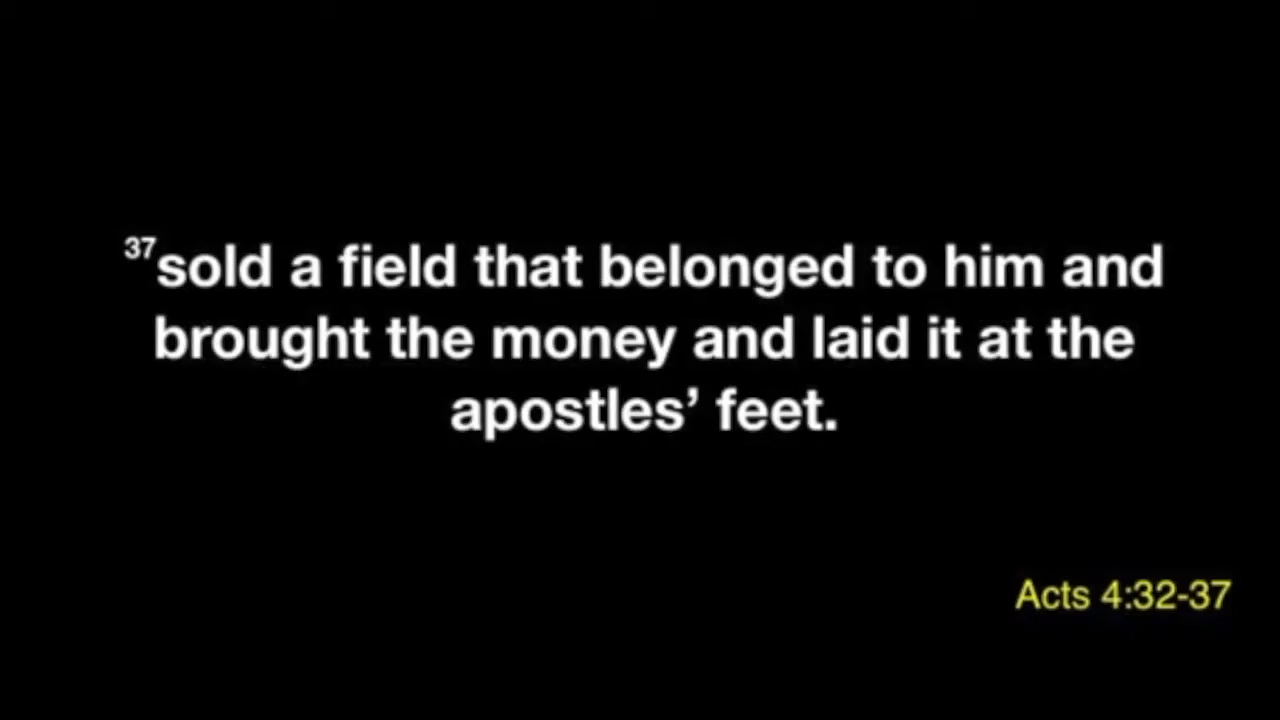 37sold a field that belonged to him and
brought the money and laid it at the
apostles’ feet.
Acts 4:32-37